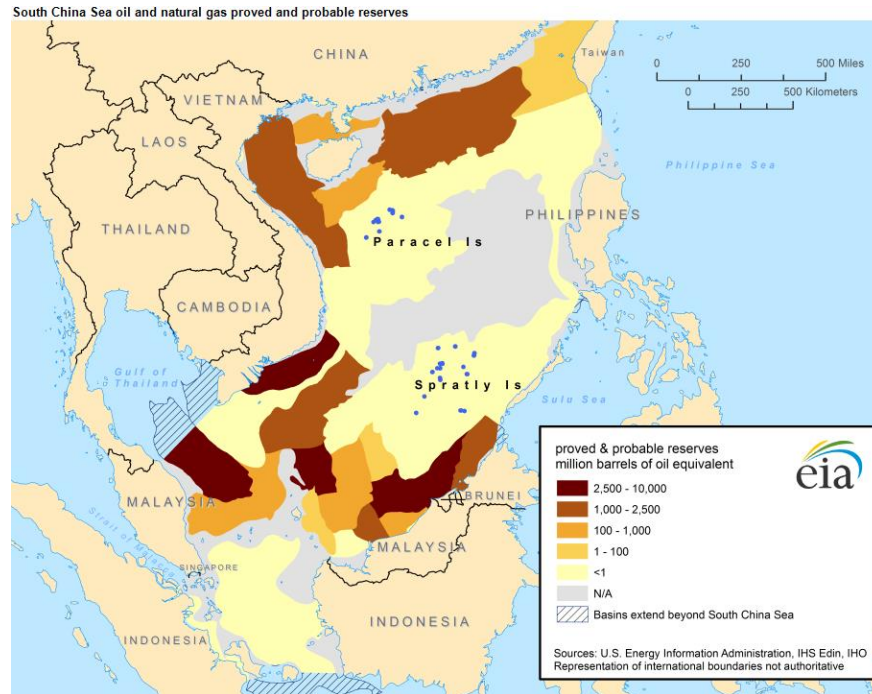 South China Sea oil and natural gas proved and probable reserves
CHINA
Taiwan
0 250 500 Miles
0 250 500 Kilometers
VIETNAM
LAOS
Philippine Sea
THAILAND
PHILIPPINES
Paracel Is
CAMBODIA
Gulf of
Thailand
Spratly Is
Sulu Sea
MALAYSIA
BRUNEI
MALAYSIA
Strait of Malacca
SINGAPORE
INDONESIA
INDONESIA
proved & probable reserves
million barrels of oil equivalent
eia
2,500 - 10,000
1,000 - 2,500
100 - 1,000
1 - 100
<1
N/A
Basins extend beyond South China Sea
Sources: U.S. Energy Information Administration, IHS Edin, IHO
Representation of international boundaries not authoritative